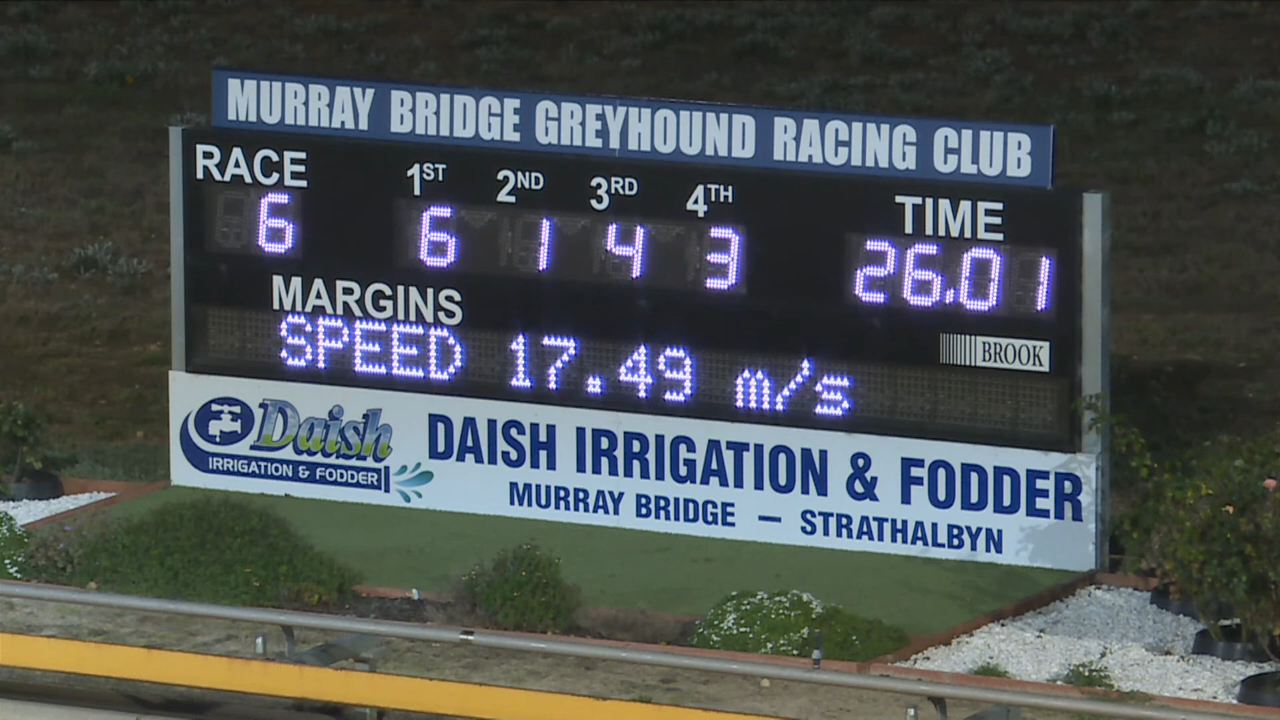 MURRAY BRIDGE GREYHOUND RACING CLUB
RACE 1ST 2ND 3RD 4TH TIME
6 6 1 4 3 26.01
MARGINS
SPEED 17.49 m/s
BROOK
Daish
IRRIGATION & FODDER
DAISH IRRIGATION & FODDER
MURRAY BRIDGE – STRATHALBYN